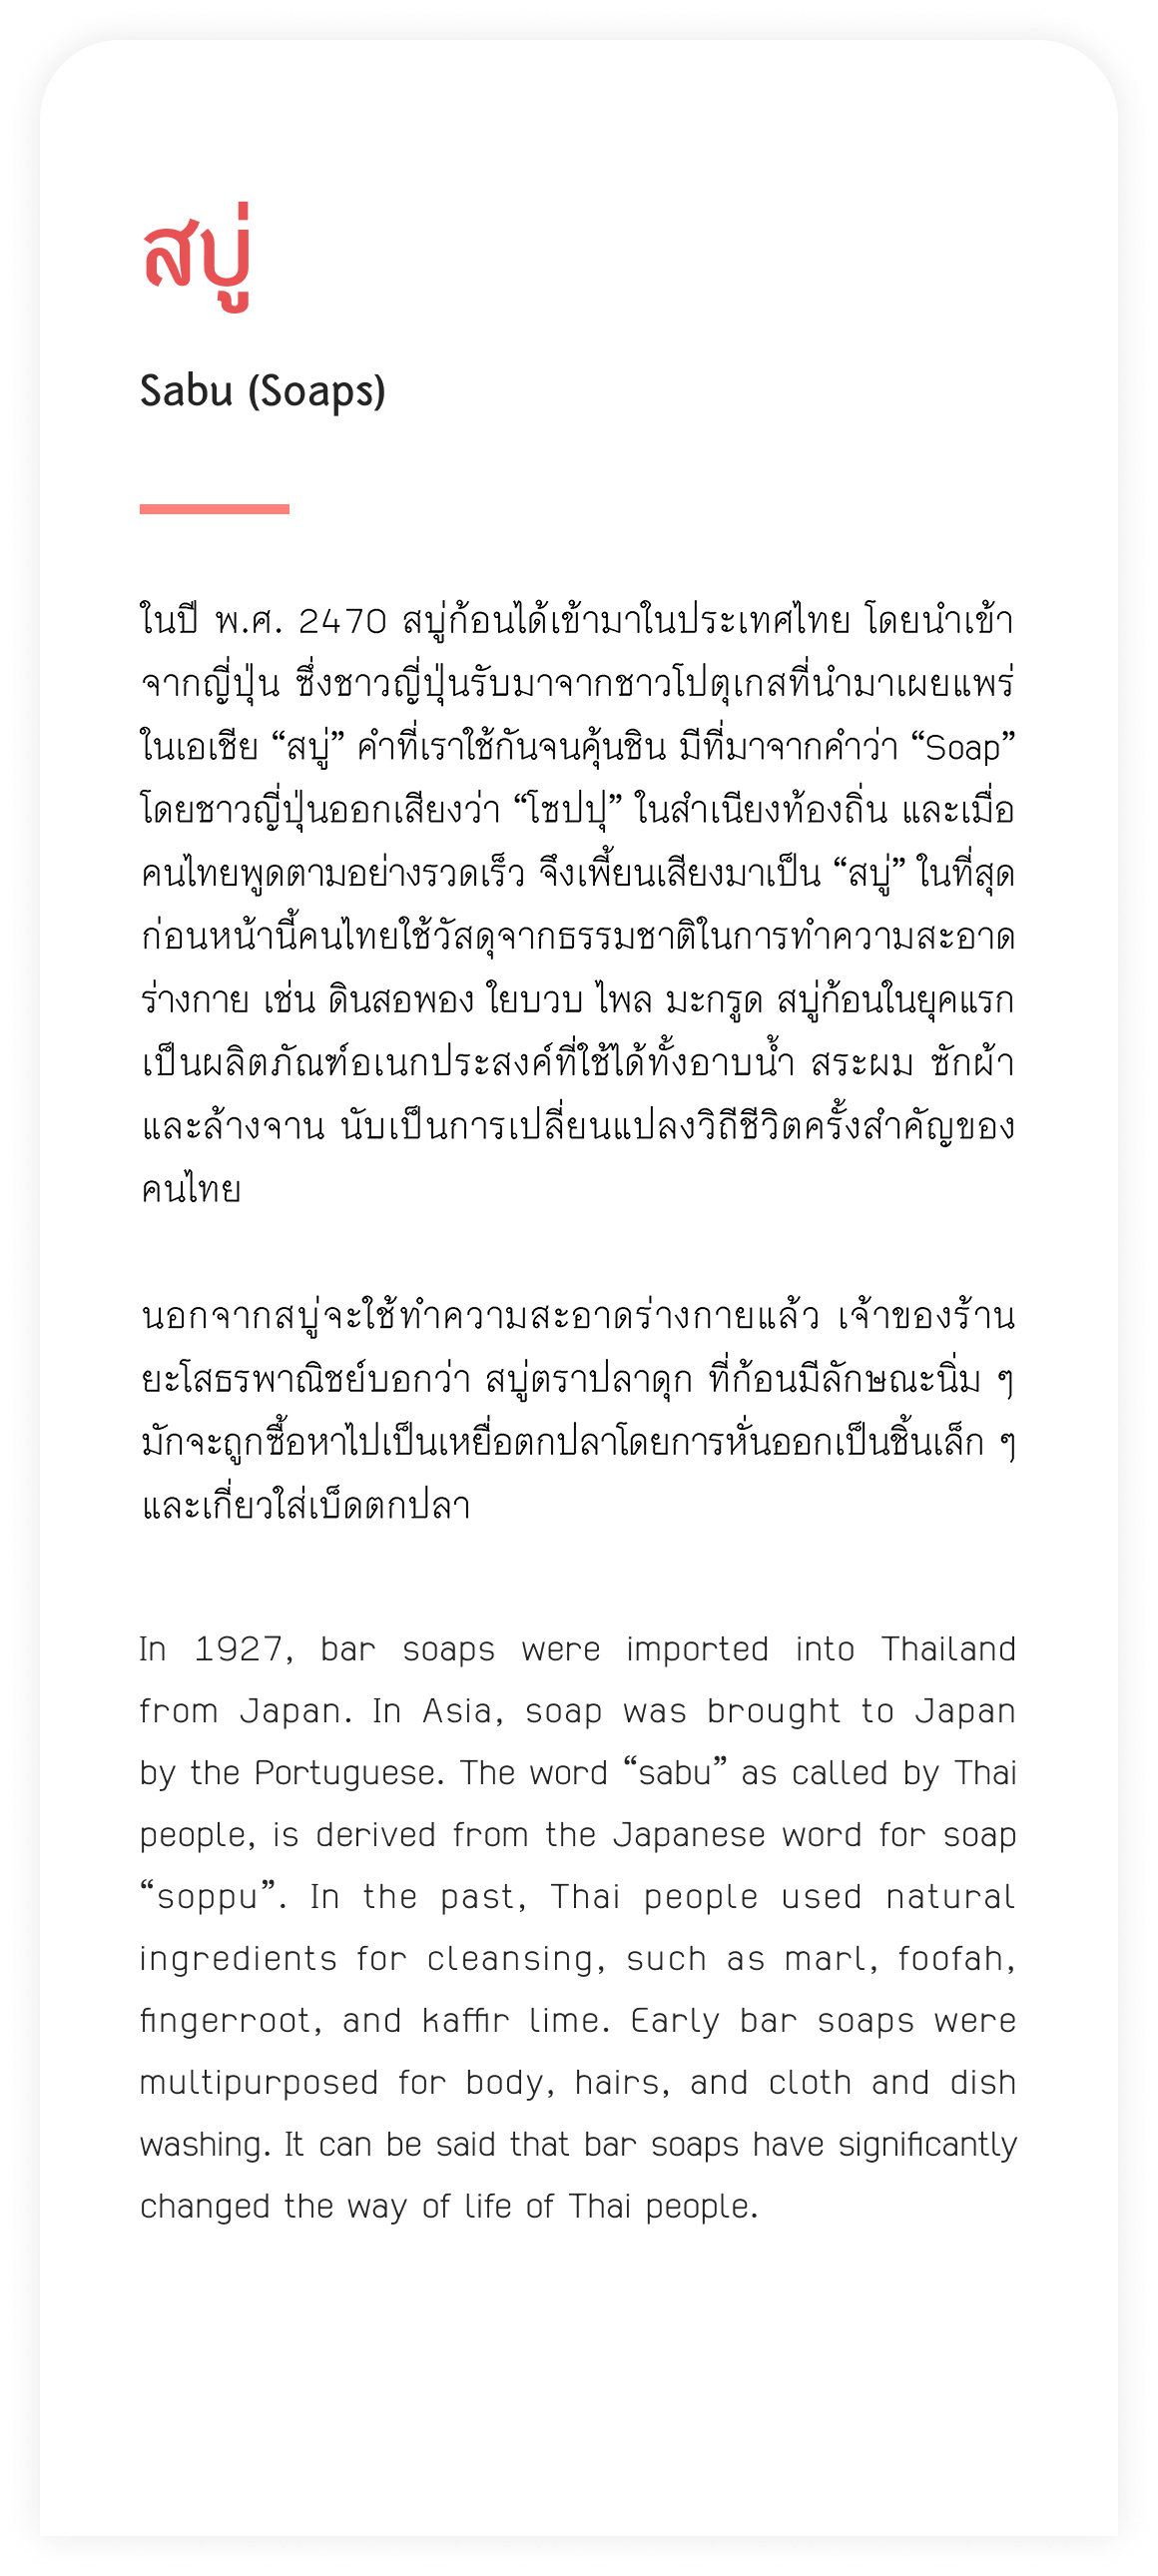 สบู่
Sabu (Soaps)
ในปี พ.ศ. 2470 สบู่ก้อนได้เข้ามาในประเทศไทย โดยนำเข้า
จากญี่ปุ่น ซึ่งชาวญี่ปุ่นรับมาจากชาวโปตุเกสที่นำมาเผยแพร่
ในเอเชีย “สบู่” คำที่เราใช้กันจนคุ้นชิน มีที่มาจากคำว่า “Soap”
โดยชาวญี่ปุ่นออกเสียงว่า “โซปปุ” ในสำเนียงท้องถิ่น และเมื่อ
คนไทยพูดตามอย่างรวดเร็ว จึงเพี้ยนเสียงมาเป็น “สบู่” ในที่สุด
ก่อนหน้านี้คนไทยใช้วัสดุจากธรรมชาติในการทำความสะอาด
ร่างกาย เช่น ดินสอพอง ใยบวบ ไพล มะกรูด สบู่ก้อนในยุคแรก
เป็นผลิตภัณฑ์อเนกประสงค์ที่ใช้ได้ทั้งอาบน้ำ สระผม ซักผ้า
และล้างจาน นับเป็นการเปลี่ยนแปลงวิถีชีวิตครั้งสำคัญของ
คนไทย
นอกจากสบู่จะใช้ทำความสะอาดร่างกายแล้ว เจ้าของร้าน
ยะโสธรพาณิชย์บอกว่า สบู่ตราปลาดุก ที่ก้อนมีลักษณะนิ่ม ๆ
มักจะถูกซื้อหาไปเป็นเหยื่อตกปลาโดยการหั่นออกเป็นชิ้นเล็ก ๆ
และเกี่ยวใส่เบ็ดตกปลา
In 1927, bar soaps were imported into Thailand
from Japan. In Asia, soap was brought to Japan
by the Portuguese. The word “sabu” as called by Thai
people, is derived from the Japanese word for soap
“soppu”. In the past, Thai people used natural
ingredients for cleansing, such as marl, foofah,
fingerroot, and kaffir lime. Early bar soaps were
multipurposed for body, hairs, and cloth and dish
washing. It can be said that bar soaps have significantly
changed the way of life of Thai people.